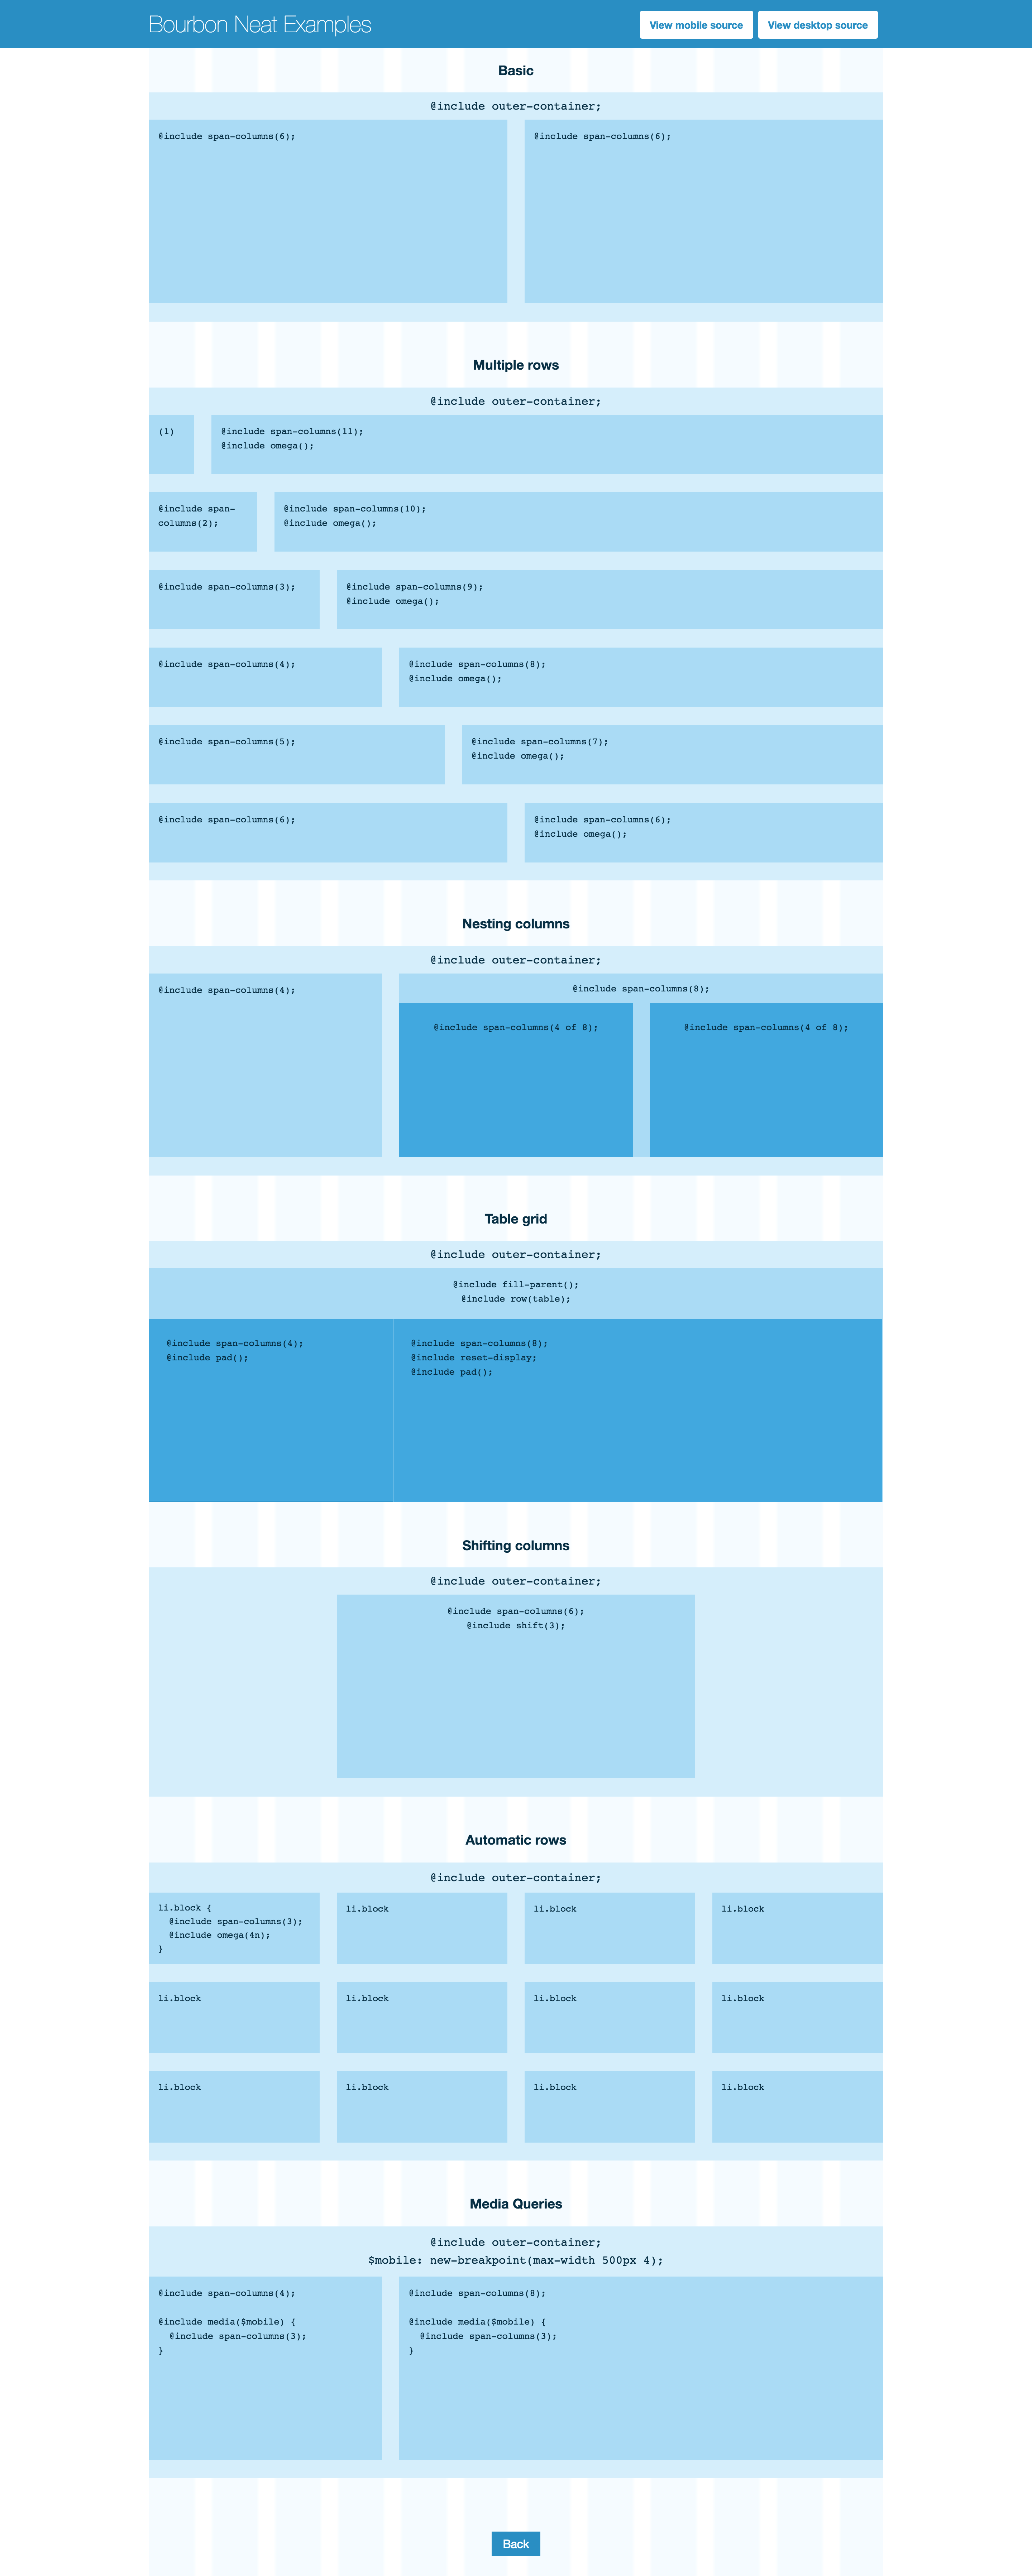 Bourbon Neat Examples
View mobile source
View desktop source
Basic
@include outer-container;
@include span-columns(6);
@include span-columns(6);
Multiple rows
@include outer-container;
(1)
@include span-columns(11);
@include omega();
@include span-
columns(2);
@include span-columns(10);
@include omega();
@include span-columns(3);
@include span-columns(9);
@include omega();
@include span-columns(4);
@include span-columns(8);
@include omega();
@include span-columns(5);
@include span-columns(7);
@include omega();
@include span-columns(6);
@include span-columns(6);
@include omega();
Nesting columns
@include outer-container;
@include span-columns(4);
@include span-columns(8);
@include span-columns(4 of 8);
@include span-columns(4 of 8);
Table grid
@include outer-container;
@include fill-parent();
@include row(table);
@include span-columns(4);
@include pad();
@include span-columns(8);
@include reset-display;
@include pad();
Shifting columns
@include outer-container;
@include span-columns(6);
@include shift(3);
Automatic rows
@include outer-container;
li.block {
@include span-columns(3);
@include omega(4n);
}
li.block
li.block
li.block
li.block
li.block
li.block
li.block
li.block
li.block
li.block
li.block
Media Queries
@include outer-container;
$mobile: new-breakpoint(max-width 500px 4);
@include span-columns(4);
@include media($mobile) {
@include span-columns(3);
}
@include span-columns(8);
@include media($mobile) {
@include span-columns(3);
}
Back